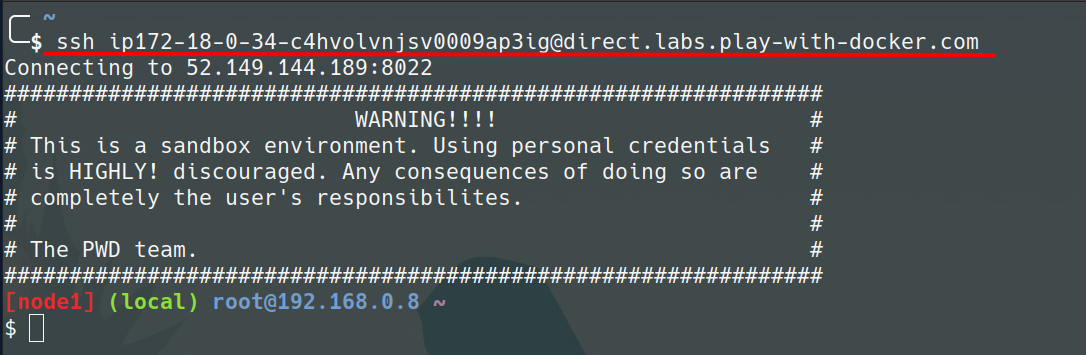 ~
$ ssh ip172-18-0-34-c4hvolvnjsv0009ap3ig@direct.labs.play-with-docker.com
Connecting to 52.149.144.189:8022
###############################################################
#                          WARNING!!!!                        #
# This is a sandbox environment. Using personal credentials   #
# is HIGHLY! discouraged. Any consequences of doing so are    #
# completely the user's responsibilites.                      #
#                                                             #
# The PWD team.                                               #
###############################################################
[node1] (local) root@192.168.0.8 ~
$